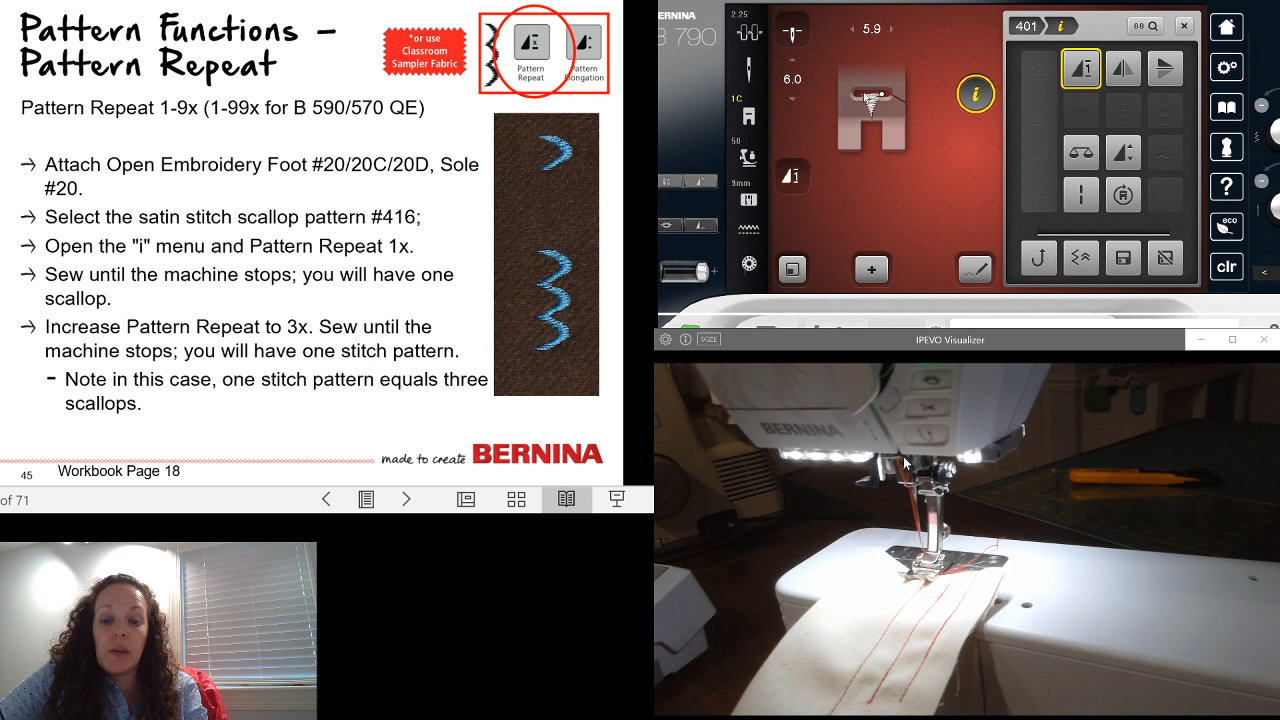 Pattern Functions –
Pattern Repeat
*or use
Classroom
Sampler Fabric
Pattern
Repeat
Pattern
Elongation
Pattern Repeat 1-9x (1-99x for B 590/570 QE)
→ Attach Open Embroidery Foot #20/20C/20D, Sole
#20.
→ Select the satin stitch scallop pattern #416;
→ Open the "i" menu and Pattern Repeat 1x.
→ Sew until the machine stops; you will have one
scallop.
→ Increase Pattern Repeat to 3x. Sew until the
machine stops; you will have one stitch pattern.
– Note in this case, one stitch pattern equals three
scallops.
made to create BERNINA
45
Workbook Page 18
of 71
BERNINA
B 790
2.25
1C
50
9mm
5.9
6.0
i
401
i
?
eco
clr
MODE
IPEVO Visualizer
BERNINA